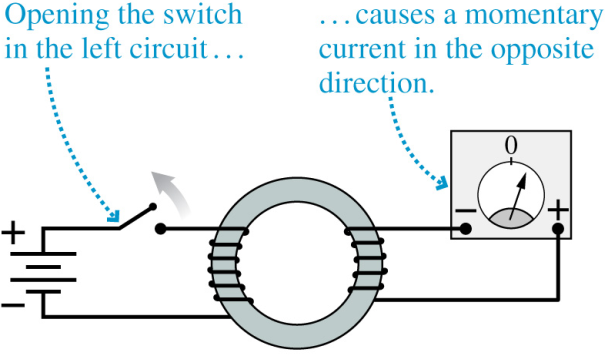 Opening the switch
in the left circuit...
...causes a momentary
current in the opposite
direction.
0
− +
+
−